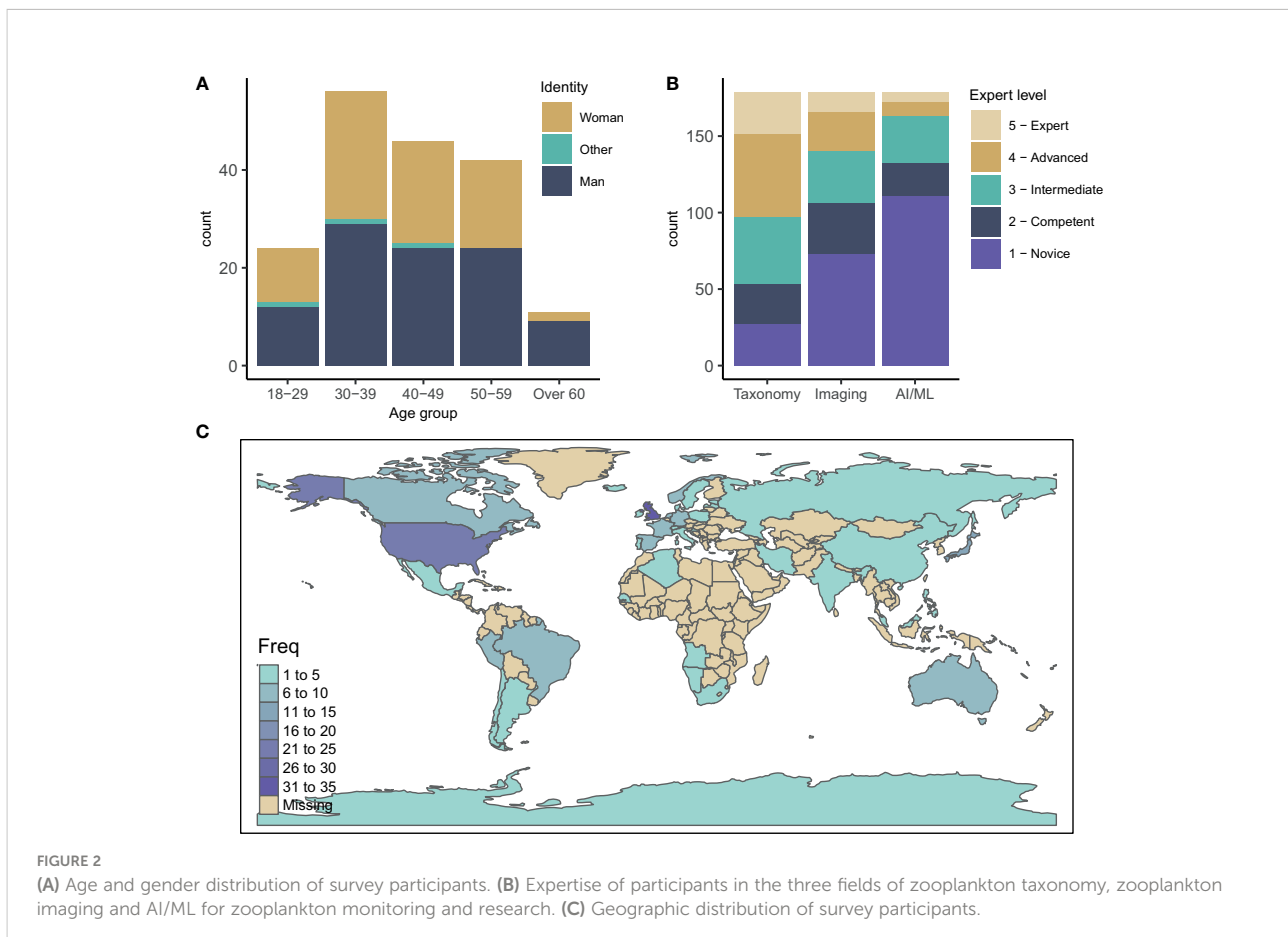 A
Identity
Woman
Other
Man
count
40
20
0
18−29
30−39
40−49
50−59
Over 60
Age group
B
Expert level
5 − Expert
4 − Advanced
3 − Intermediate
2 − Competent
1 − Novice
count
150
100
50
0
Taxonomy
Imaging
AI/ML
C
Freq
1 to 5
6 to 10
11 to 15
16 to 20
21 to 25
26 to 30
31 to 35
Missing
FIGURE 2
(A) Age and gender distribution of survey participants. (B) Expertise of participants in the three fields of zooplankton taxonomy, zooplankton
imaging and AI/ML for zooplankton monitoring and research. (C) Geographic distribution of survey participants.